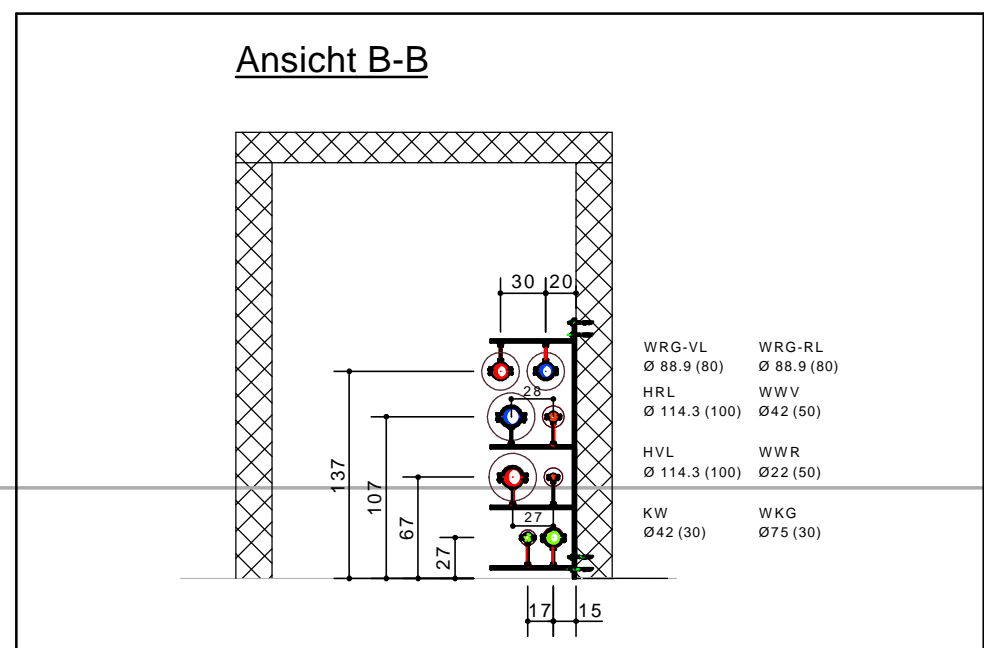 Ansicht B-B
30 20
WRG-VL WRG-RL
Ø 88.9 (80) Ø 88.9 (80)
28
HRL WWV
Ø 114.3 (100) Ø42 (50)
137
107
67
27
HVL WWR
Ø 114.3 (100) Ø22 (50)
27
KW WKG
Ø42 (30) Ø75 (30)
17 15